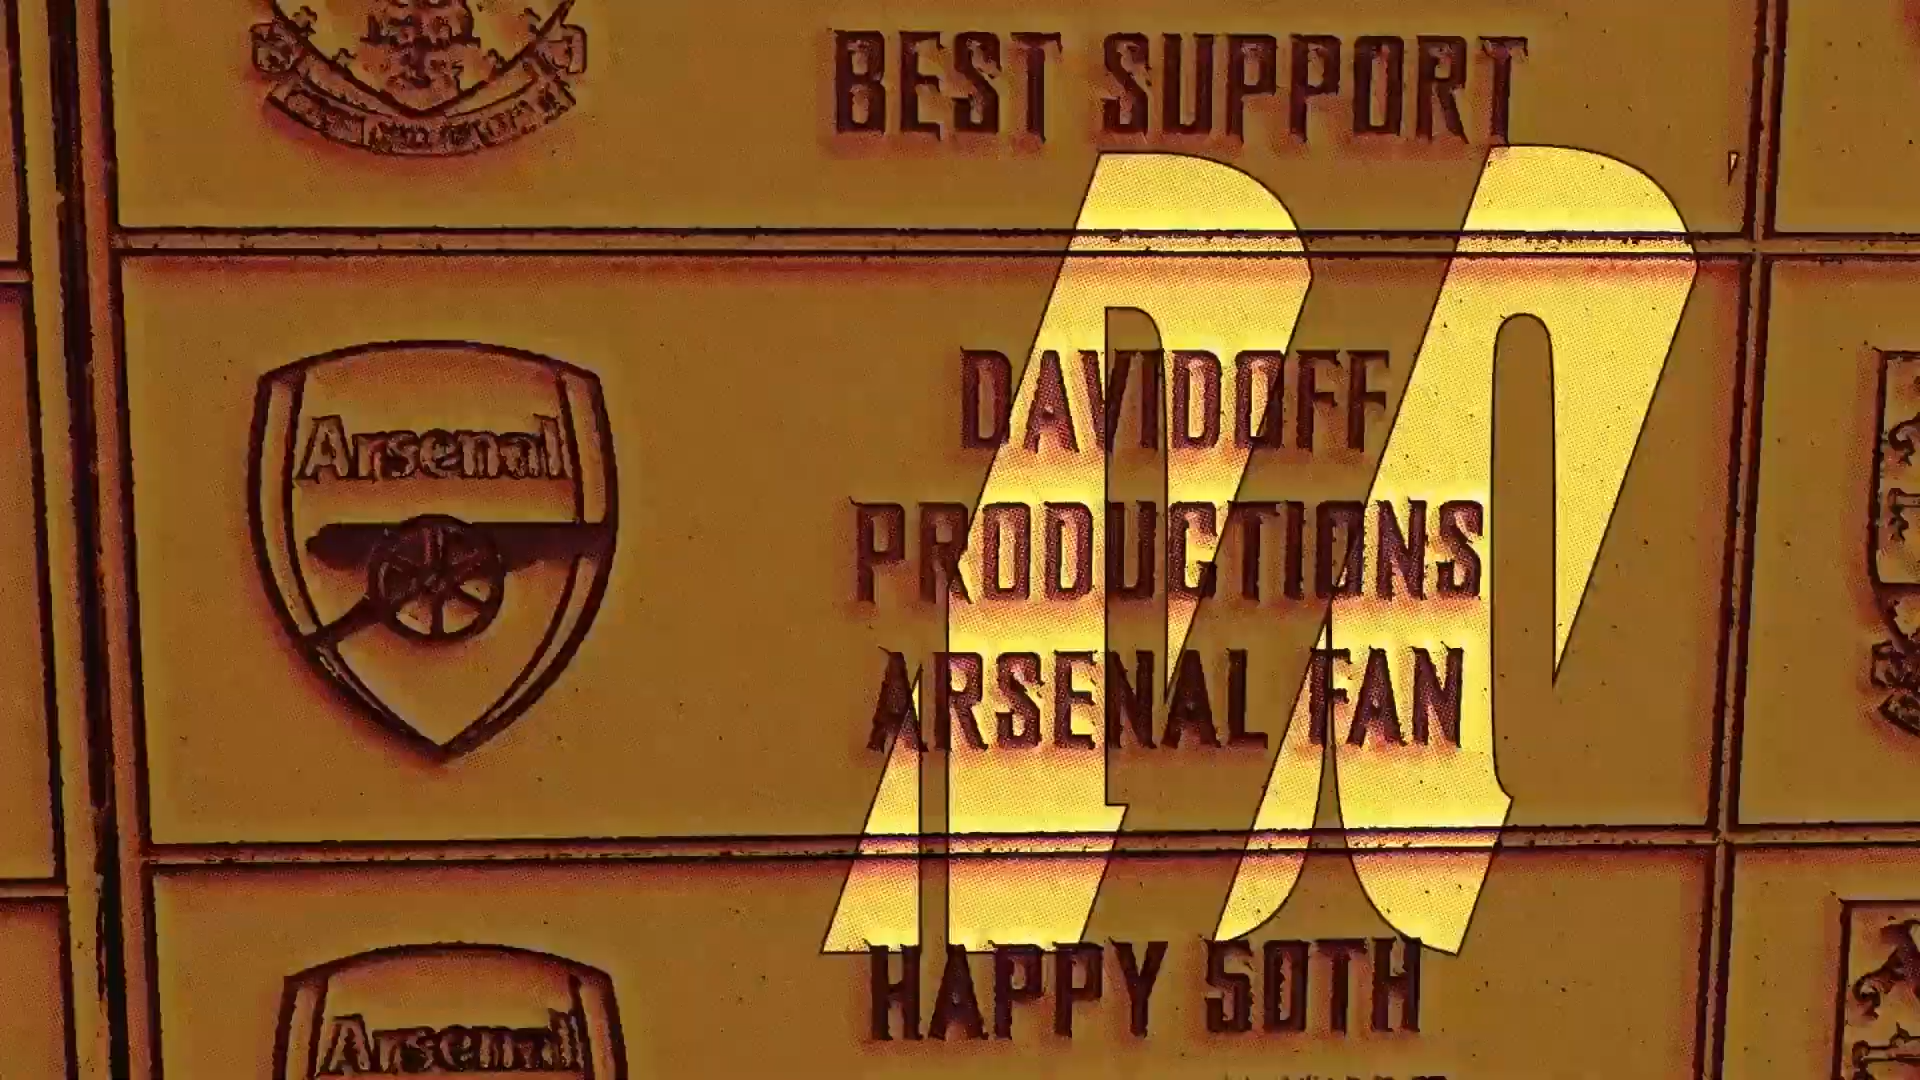 BEST SUPPORT
Arsenal
DAVIDOFF
PRODUCTIONS
ARSENAL FAN
Arsenal
HAPPY 50TH